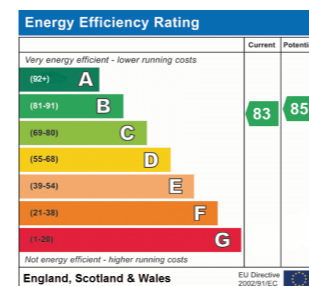 Energy Efficiency Rating
Current Potenti
Very energy efficient - lower running costs
(92+) A
(81-91) B
83 85
(69-80) C
(55-68) D
(39-54) E
(21-38) F
(1-20) G
Not energy efficient - higher running costs
England, Scotland & Wales
EU Directive
2002/91/EC